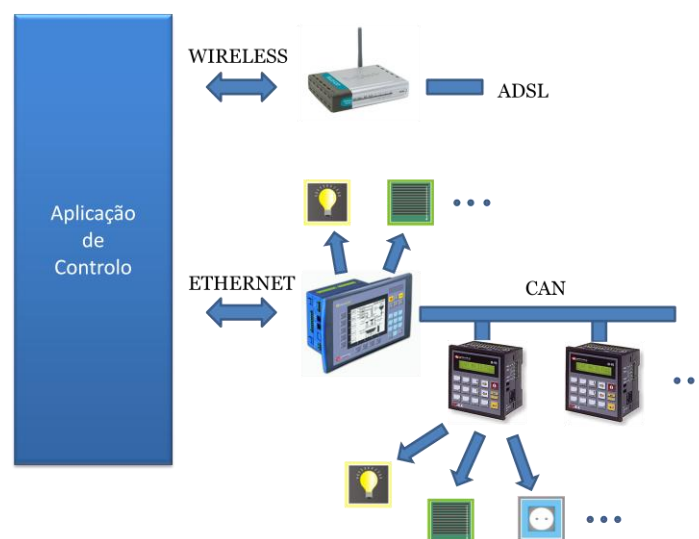 WIRELESS
ADSL
Aplicação
de
Controlo
ETHERNET
CAN